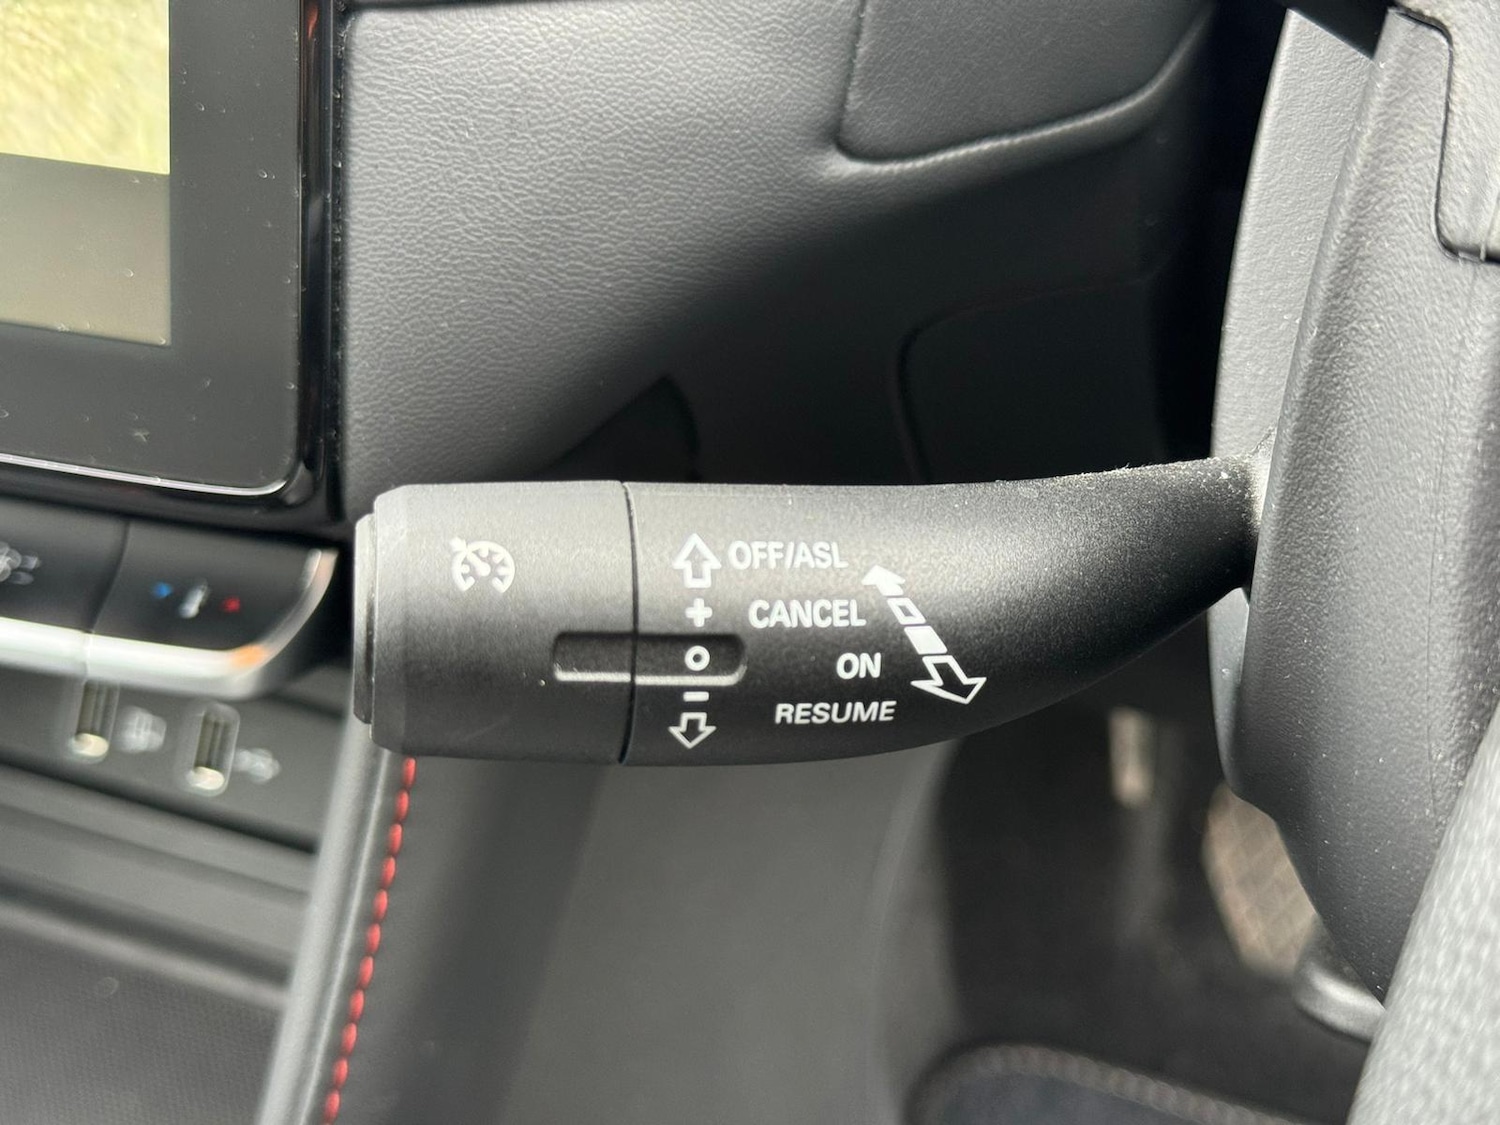 OFF/ASL
+ CANCEL
O ON
− RESUME